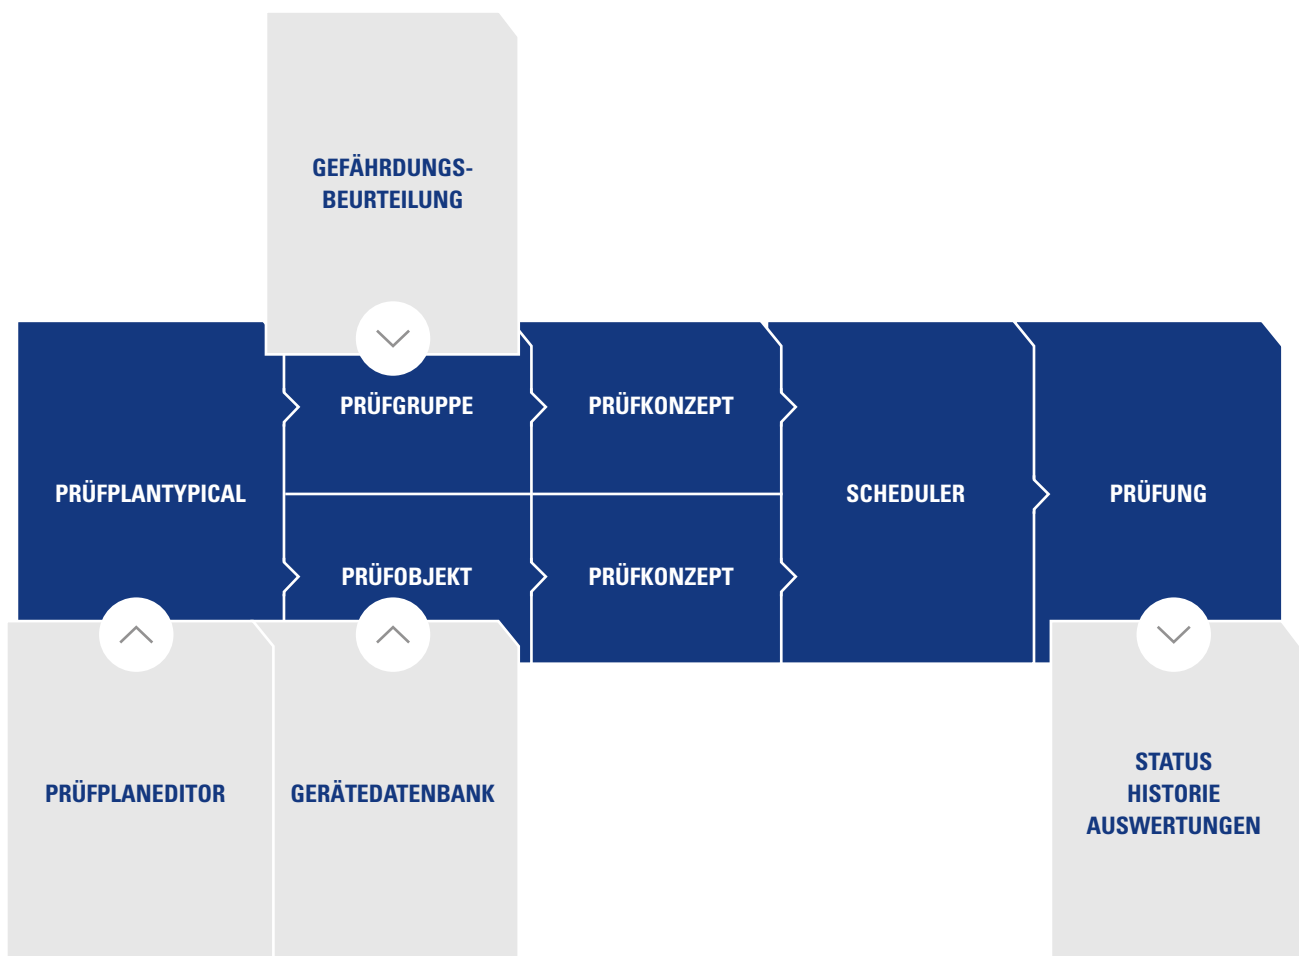 GEFÄHRDUNGS-
BEURTEILUNG
PRÜFGRUPPE
PRÜFKONZEPT
PRÜFPLANTYPICAL
SCHEDULER
PRÜFUNG
PRÜFOBJEKT
PRÜFKONZEPT
PRÜFPLANEDITOR
GERÄTEDATENBANK
STATUS
HISTORIE
AUSWERTUNGEN